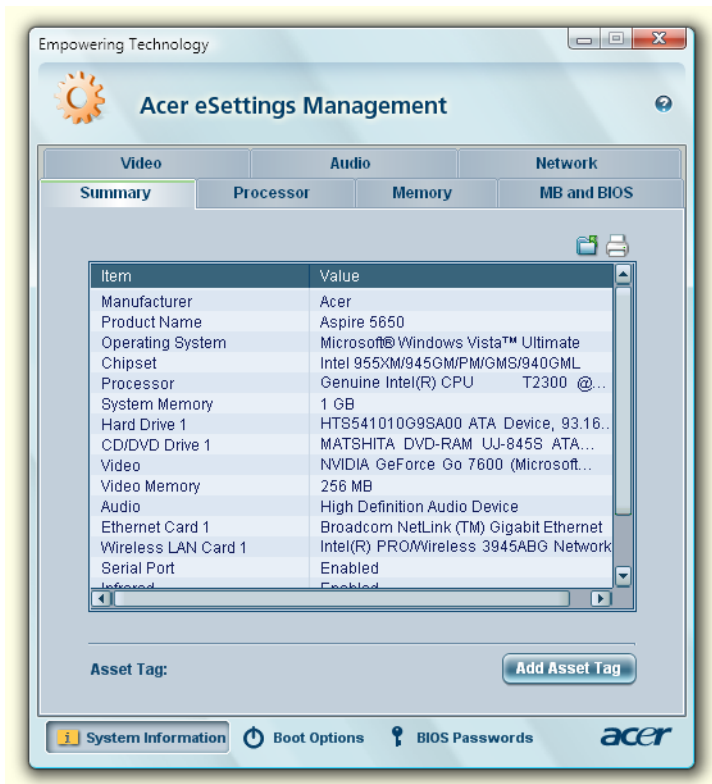 Empowering Technology
Acer eSettings Management
Video Audio Network
Summary Processor Memory MB and BIOS
Item Value
Manufacturer Acer
Product Name Aspire 5650
Operating System Microsoft® Windows Vista™ Ultimate
Chipset Intel 955XM/945GM/PM/GMS/940GML
Processor Genuine Intel(R) CPU T2300 @...
System Memory 1 GB
Hard Drive 1 HTS541010G9SA00 ATA Device, 93.16..
CD/DVD Drive 1 MATSHITA DVD-RAM UJ-845S ATA...
Video NVIDIA GeForce Go 7600 (Microsoft...
Video Memory 256 MB
Audio High Definition Audio Device
Ethernet Card 1 Broadcom NetLink (TM) Gigabit Ethernet
Wireless LAN Card 1 Intel(R) PRO/Wireless 3945ABG Network
Serial Port Enabled
Infrared Enabled
Asset Tag: Add Asset Tag
System Information Boot Options BIOS Passwords acer